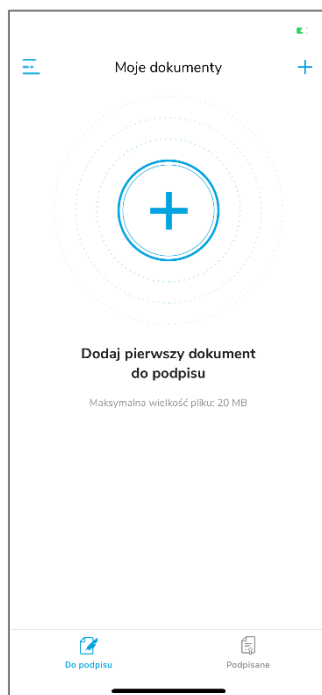 Moje dokumenty
Dodaj pierwszy dokument
do podpisu
Maksymalna wielkość pliku: 20 MB
Do podpisu
Podpisane